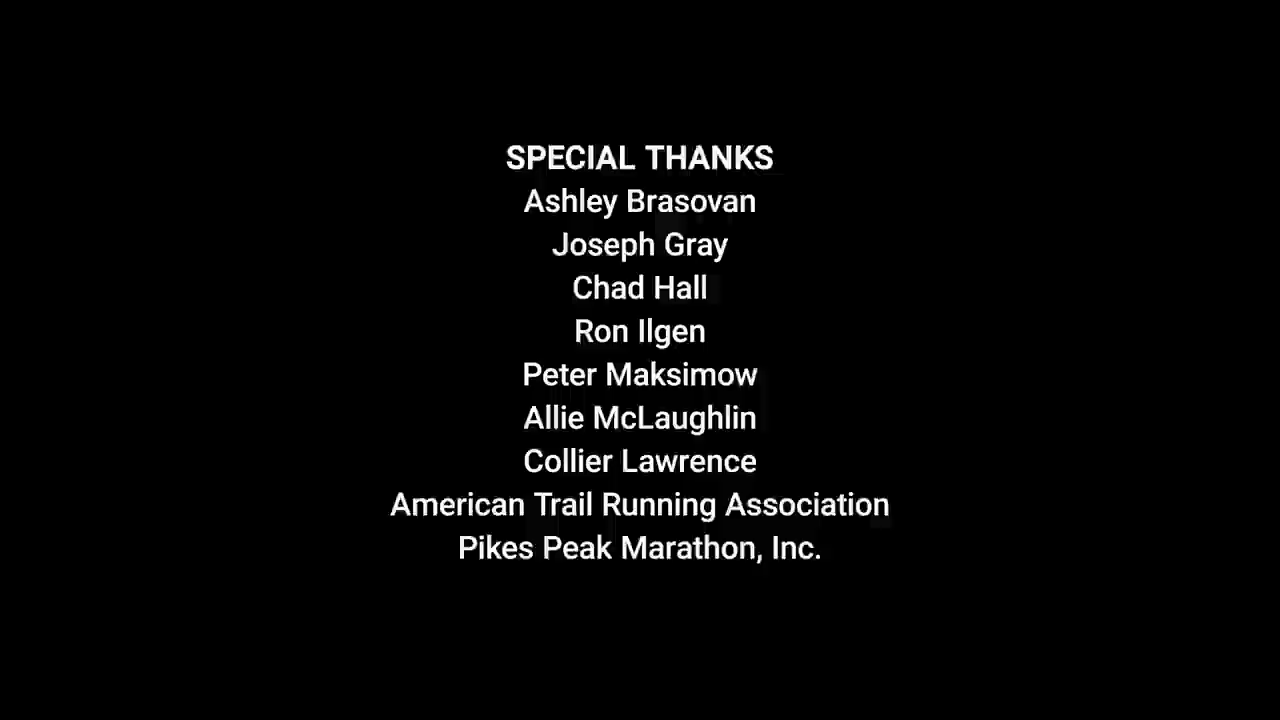 SPECIAL THANKS
Ashley Brasovan
Joseph Gray
Chad Hall
Ron Ilgen
Peter Maksimow
Allie McLaughlin
Collier Lawrence
American Trail Running Association
Pikes Peak Marathon, Inc.